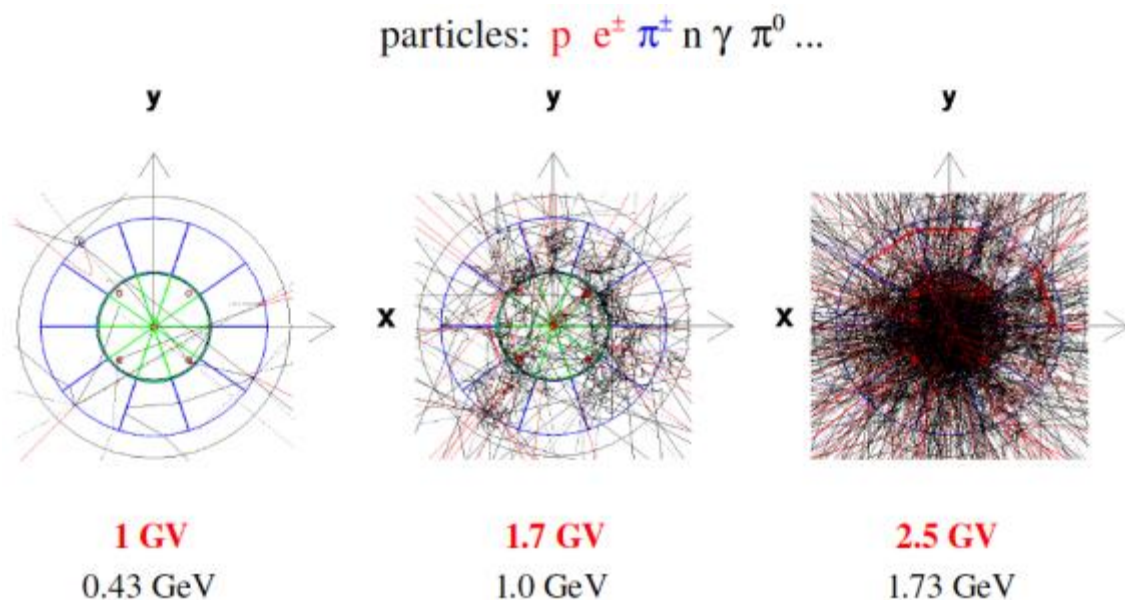 particles: p e± π± n γ π⁰ ...
y y y
x x
1 GV 1.7 GV 2.5 GV
0.43 GeV 1.0 GeV 1.73 GeV